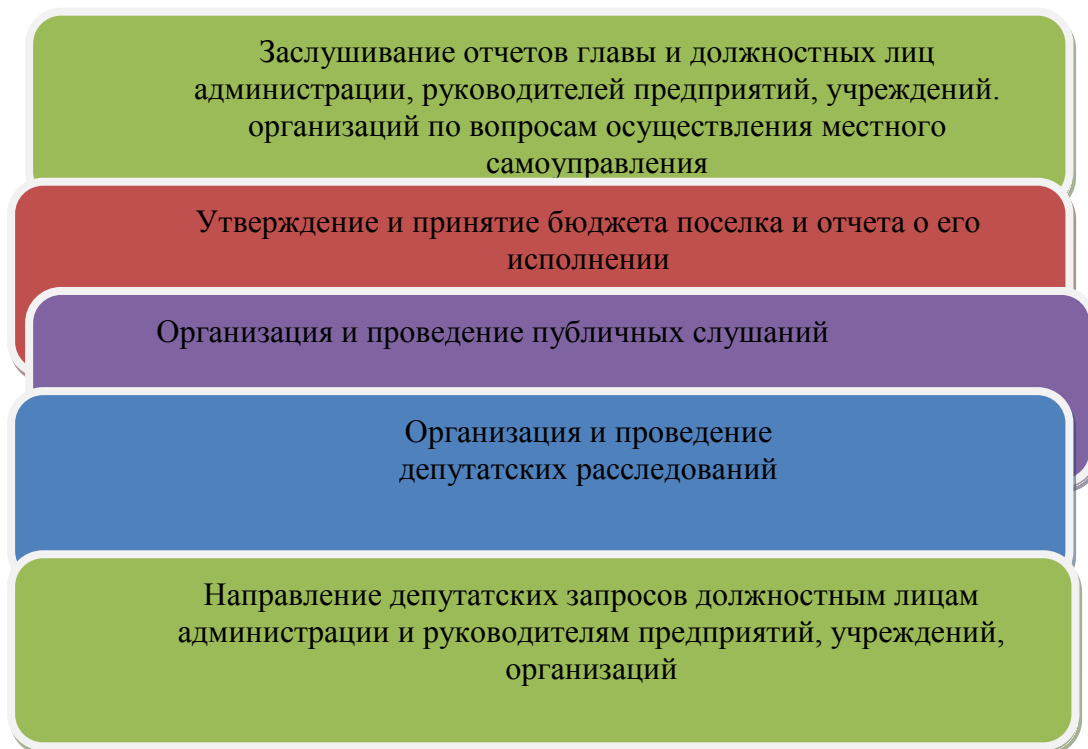 Заслушивание отчетов главы и должностных лиц
администрации, руководителей предприятий, учреждений.
организаций по вопросам осуществления местного
самоуправления
Утверждение и принятие бюджета поселка и отчета о его
исполнении
Организация и проведение публичных слушаний
Организация и проведение
депутатских расследований
Направление депутатских запросов должностным лицам
администрации и руководителям предприятий, учреждений,
организаций